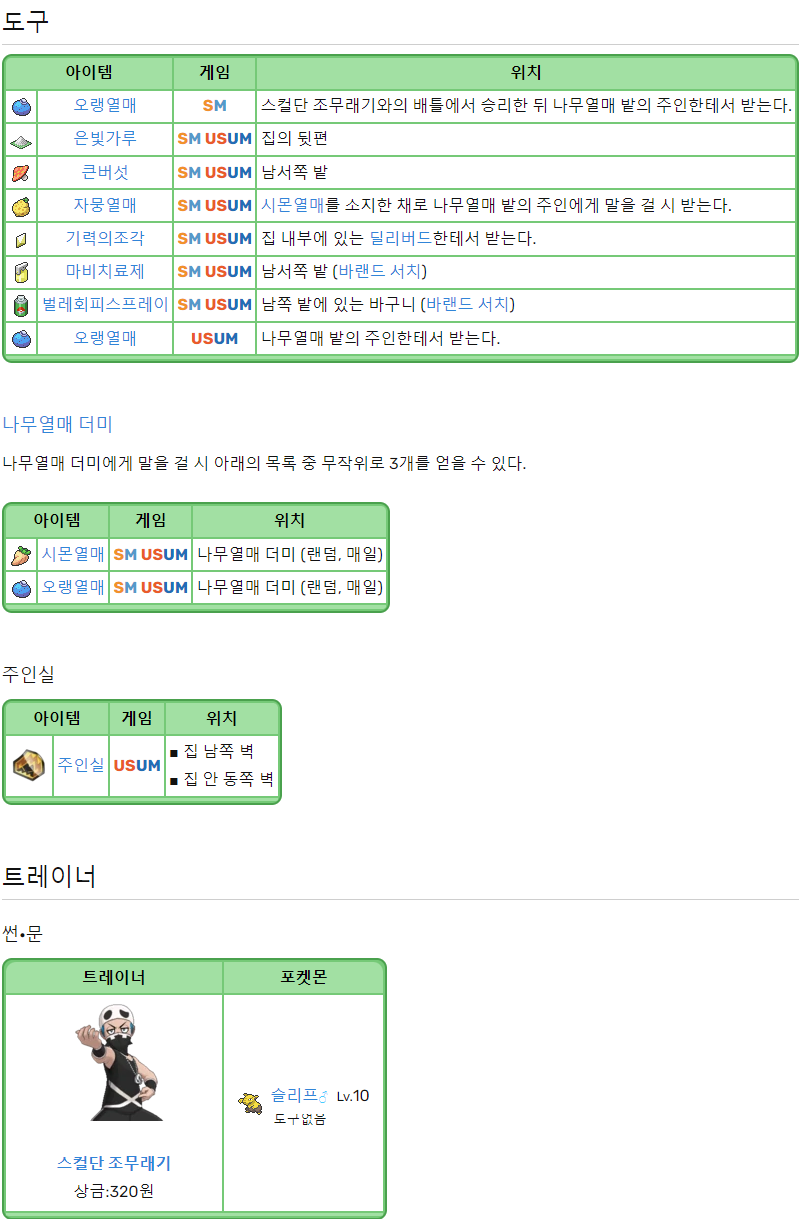 도구
아이템 게임 위치
오랭열매 SM 스컬단 조무래기와의 배틀에서 승리한 뒤 나무열매 밭의 주인한테서 받는다.
은빛가루 SM USUM 집의 뒷편
큰버섯 SM USUM 남서쪽 밭
자뭉열매 SM USUM 시몬열매를 소지한 채로 나무열매 밭의 주인에게 말을 걸 시 받는다.
기력의조각 SM USUM 집 내부에 있는 딜리버드한테서 받는다.
마비치료제 SM USUM 남서쪽 밭 (바랜드 서치)
벌레회피스프레이 SM USUM 남쪽 밭에 있는 바구니 (바랜드 서치)
오랭열매 USUM 나무열매 밭의 주인한테서 받는다.
나무열매 더미
나무열매 더미에게 말을 걸 시 아래의 목록 중 무작위로 3개를 얻을 수 있다.
아이템 게임 위치
시몬열매 SM USUM 나무열매 더미 (랜덤, 매일)
오랭열매 SM USUM 나무열매 더미 (랜덤, 매일)
주인실
아이템 게임 위치
주인실 USUM ▪ 집 남쪽 벽
▪ 집 안 동쪽 벽
트레이너
썬•문
트레이너 포켓몬
슬리프♂ Lv.10
도구없음
스컬단 조무래기
상금:320원